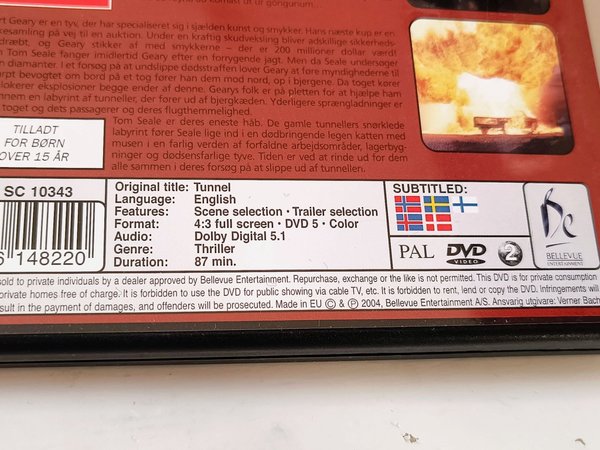 rt Geary er en tyv, der har specialiseret sig i sjælden kunst og smykker. Hans næste kup er en
kesamling på vej til en auktion. Under en kraftig skudveksling bliver adskillige sikkerheds-
dræbt, og Geary stikker af med smykkerne – der er 200 millioner dollar værd!
Tom Seale fanger imidlertid Geary efter en forrygende jagt. Men da Seale undersøger
n diamantet. I et forsøg på at undslippe dødsstraffen lover Geary at føre myndighederne til
rpt bevogtet om bord på et tog fører han dem mod nord, op i bjergene. Da toget kører
okerer eksplosioner begge ender af denne. Gearys folk er på pletten for at hjælpe ham
nem en labyrint af tunneller, der fører ud af bjergkæden. Yderligere sprængladninger er
toget og dets passagerer og deres flugthemmelighed.
Tom Seale er deres eneste håb. De gamle tunnellers snørklede
labyrint fører Seale lige ind i en dødbringende legen katten med
musen i en farlig verden af forfaldne arbejdsområder, lagerbyg-
ninger og dødsensfarlige tyve. Tiden er ved at rinde ud for dem
alle sammen i deres forsøg på at slippe ud af tunnellen.
TILLADT
FOR BØRN
OVER 15 ÅR
SC 10343
6 148220
Original title: Tunnel
Language: English
Features: Scene selection • Trailer selection
Format: 4:3 full screen • DVD 5 • Color
Audio: Dolby Digital 5.1
Genre: Thriller
Duration: 87 min.
SUBTITLED:
PAL DVD VIDEO 2
Be
BELLEVUE
ENTERTAINMENT
sold to private individuals by a dealer approved by Bellevue Entertainment. Repurchase, exchange or the like is not permitted. This DVD is for private consumption
private homes free of charge. It is forbidden to use the DVD for public showing via cable TV, etc. It is forbidden to rent, lend or copy the DVD. Infringements will
result in the payment of damages, and offenders will be prosecuted. Made in EU © & ℗ 2004, Bellevue Entertainment A/S. Ansvarig utgivare: Verner Bach